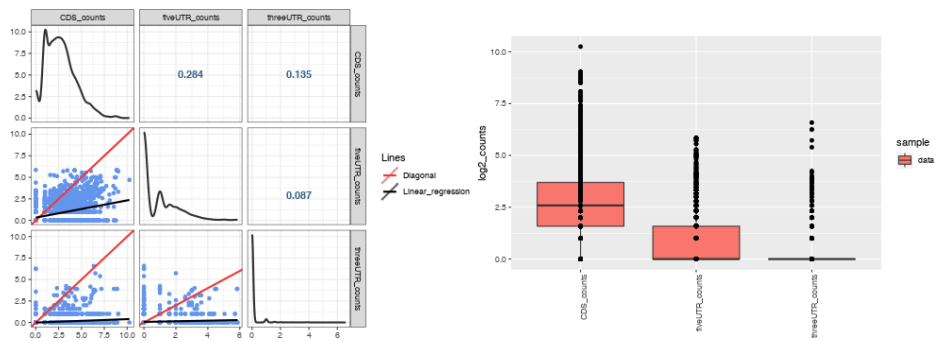 CDS_counts
fiveUTR_counts
threeUTR_counts
10.0
7.5
5.0
2.5
0.0
0.284
0.135
CDS_counts
10.0
7.5
5.0
2.5
0.0
0.087
fiveUTR_counts
10.0
7.5
5.0
2.5
0.0
threeUTR_counts
0.0 2.5 5.0 7.5 10.0
0 2 4 6
0 2 4 6
Lines
Diagonal
Linear_regression
log2_counts
10.0
7.5
5.0
2.5
0.0
CDS_counts
fiveUTR_counts
threeUTR_counts
sample
data